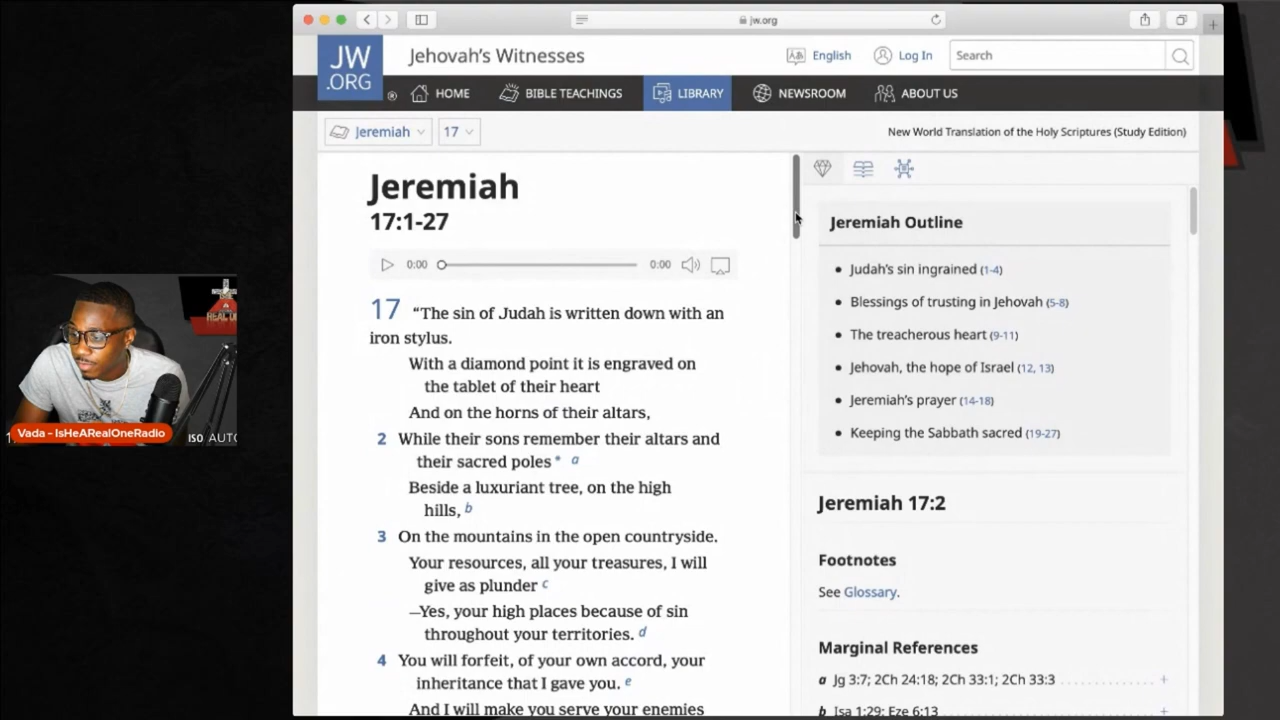 jw.org
JW
.ORG
®
Jehovah's Witnesses
English
Log In
Search
HOME
BIBLE TEACHINGS
LIBRARY
NEWSROOM
ABOUT US
Jeremiah
17
New World Translation of the Holy Scriptures (Study Edition)
Jeremiah
17:1-27
0:00
0:00
17 “The sin of Judah is written down with an
iron stylus.
With a diamond point it is engraved on
the tablet of their heart
And on the horns of their altars,
2 While their sons remember their altars and
their sacred poles * a
Beside a luxuriant tree, on the high
hills, b
3 On the mountains in the open countryside.
Your resources, all your treasures, I will
give as plunder c
—Yes, your high places because of sin
throughout your territories. d
4 You will forfeit, of your own accord, your
inheritance that I gave you. e
And I will make you serve your enemies
Jeremiah Outline
• Judah's sin ingrained (1-4)
• Blessings of trusting in Jehovah (5-8)
• The treacherous heart (9-11)
• Jehovah, the hope of Israel (12, 13)
• Jeremiah's prayer (14-18)
• Keeping the Sabbath sacred (19-27)
Jeremiah 17:2
Footnotes
See Glossary.
Marginal References
a Jg 3:7; 2Ch 24:18; 2Ch 33:1; 2Ch 33:3
b Isa 1:29; Eze 6:13
REAL
Vada - IsHeARealOneRadio
ISO AUTO